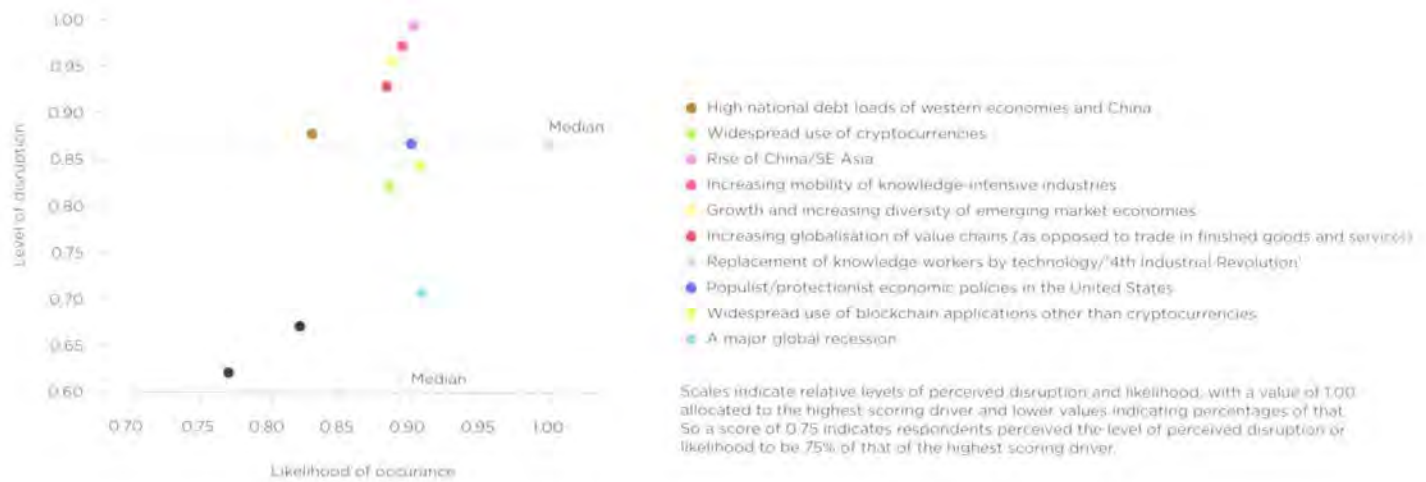 Level of disruption
1.00
0.95
0.90
0.85
0.80
0.75
0.70
0.65
0.60
Median
Median
0.70 0.75 0.80 0.85 0.90 0.95 1.00
Likelihood of occurance
High national debt loads of western economies and China
Widespread use of cryptocurrencies
Rise of China/SE Asia
Increasing mobility of knowledge-intensive industries
Growth and increasing diversity of emerging market economies
Increasing globalisation of value chains (as opposed to trade in finished goods and services)
Replacement of knowledge workers by technology/'4th Industrial Revolution'
Populist/protectionist economic policies in the United States
Widespread use of blockchain applications other than cryptocurrencies
A major global recession
Scales indicate relative levels of perceived disruption and likelihood, with a value of 1.00
allocated to the highest scoring driver and lower values indicating percentages of that.
So a score of 0.75 indicates respondents perceived the level of perceived disruption or
likelihood to be 75% of that of the highest scoring driver.